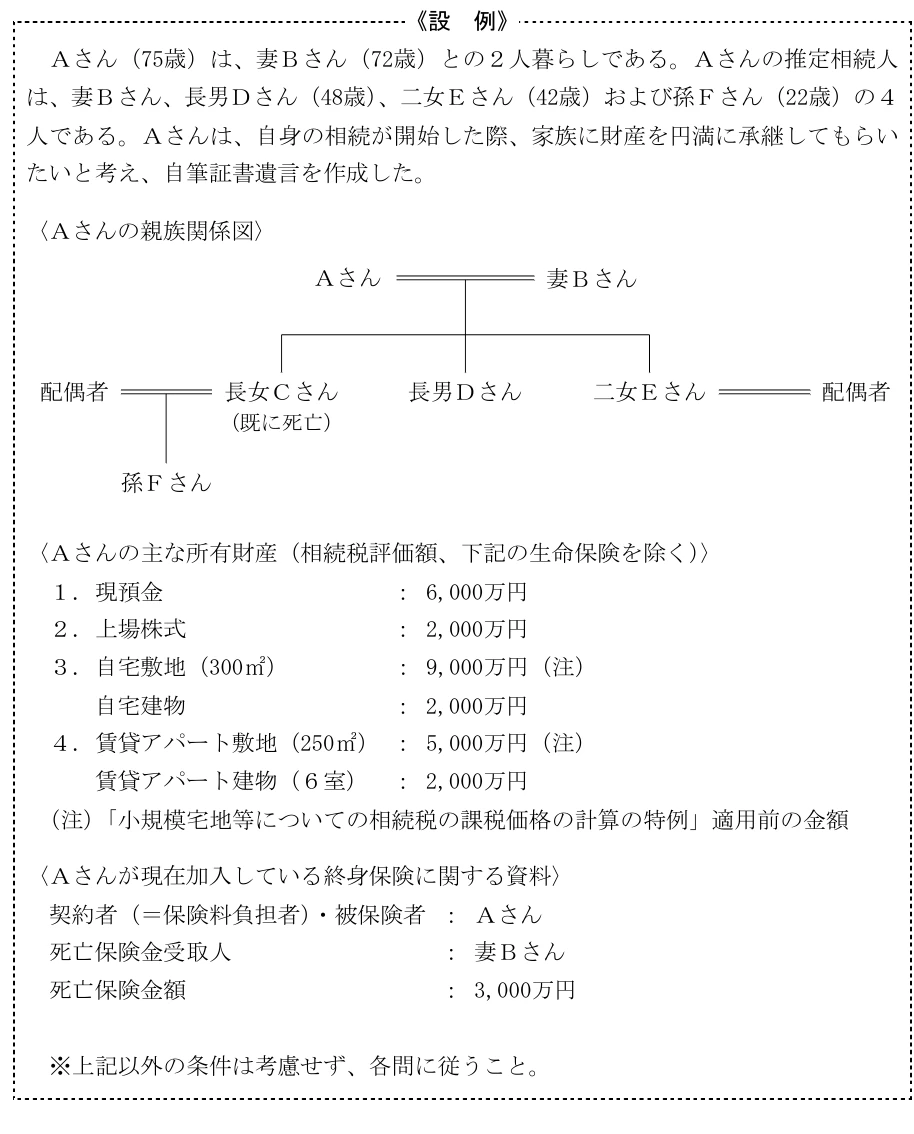 《設 例》
Ａさん（75歳）は、妻Ｂさん（72歳）との２人暮らしである。Ａさんの推定相続人
は、妻Ｂさん、長男Ｄさん（48歳）、二女Ｅさん（42歳）および孫Ｆさん（22歳）の４
人である。Ａさんは、自身の相続が開始した際、家族に財産を円満に承継してもらい
たいと考え、自筆証書遺言を作成した。
〈Ａさんの親族関係図〉
Ａさん 妻Ｂさん
配偶者 長女Ｃさん 長男Ｄさん 二女Ｅさん 配偶者
（既に死亡）
孫Ｆさん
〈Ａさんの主な所有財産（相続税評価額、下記の生命保険を除く）〉
１．現預金 ： 6,000万円
２．上場株式 ： 2,000万円
３．自宅敷地（300㎡） ： 9,000万円（注）
自宅建物 ： 2,000万円
４．賃貸アパート敷地（250㎡） ： 5,000万円（注）
賃貸アパート建物（６室） ： 2,000万円
（注）「小規模宅地等についての相続税の課税価格の計算の特例」適用前の金額
〈Ａさんが現在加入している終身保険に関する資料〉
契約者（＝保険料負担者）・被保険者 ： Ａさん
死亡保険金受取人 ： 妻Ｂさん
死亡保険金額 ： 3,000万円
※上記以外の条件は考慮せず、各問に従うこと。